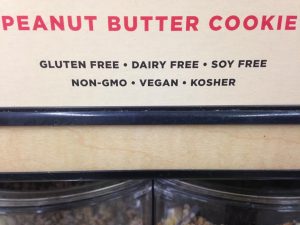 PEANUT BUTTER COOKIE
GLUTEN FREE • DAIRY FREE • SOY FREE
NON-GMO • VEGAN • KOSHER